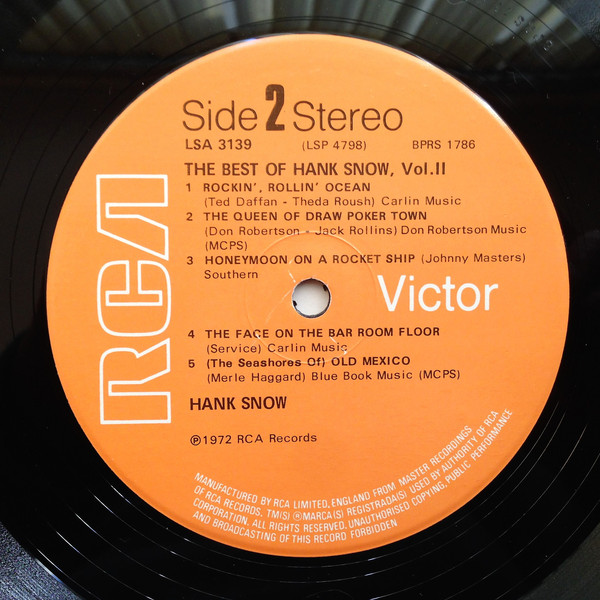 Side 2 Stereo
LSA 3139 (LSP 4798) BPRS 1786
THE BEST OF HANK SNOW, Vol.II
1 ROCKIN', ROLLIN' OCEAN
(Ted Daffan - Theda Roush) Carlin Music
2 THE QUEEN OF DRAW POKER TOWN
(Don Robertson - Jack Rollins) Don Robertson Music
(MCPS)
3 HONEYMOON ON A ROCKET SHIP (Johnny Masters)
Southern
RCA
Victor
4 THE FACE ON THE BAR ROOM FLOOR
(Service) Carlin Music
5 (The Seashores Of) OLD MEXICO
(Merle Haggard) Blue Book Music (MCPS)
HANK SNOW
℗1972 RCA Records
MANUFACTURED BY RCA LIMITED, ENGLAND FROM MASTER RECORDINGS
OF RCA RECORDS. TM(S) ® MARCA(S) REGISTRADA(S) USED BY AUTHORITY OF RCA
CORPORATION. ALL RIGHTS RESERVED. UNAUTHORISED COPYING, PUBLIC PERFORMANCE
AND BROADCASTING OF THIS RECORD FORBIDDEN